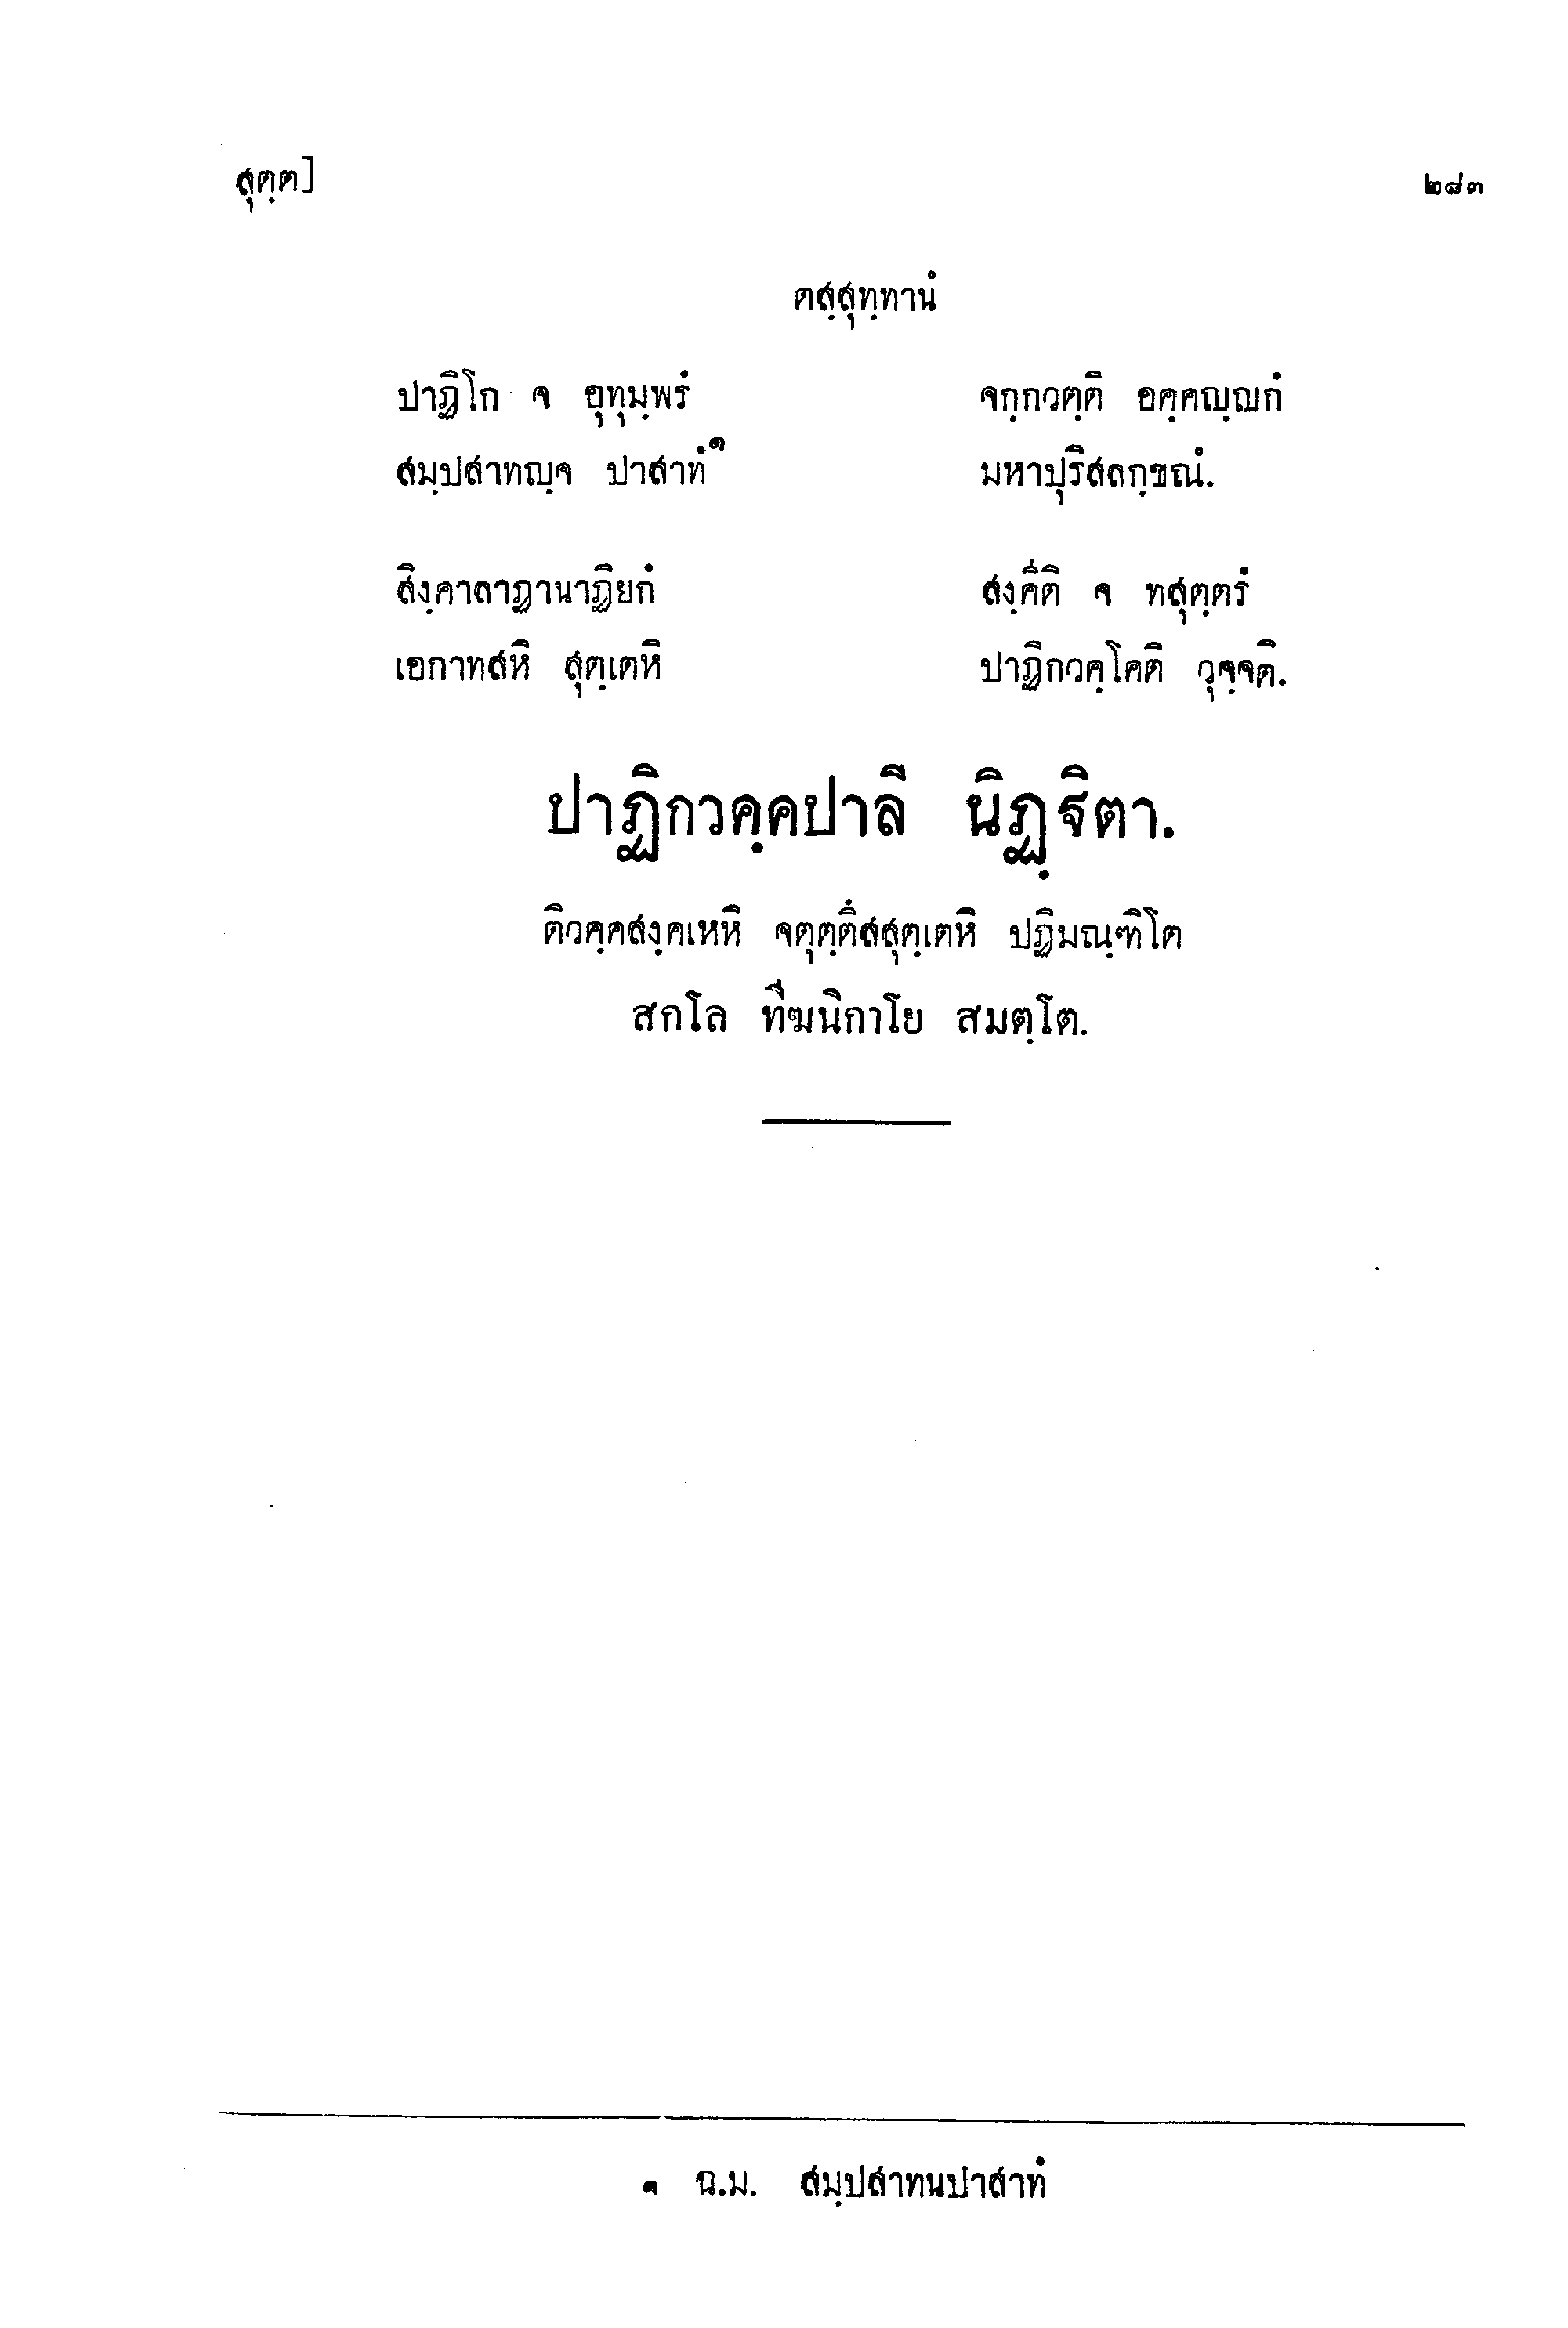 สุตฺต] ๒๘๓
ตสฺสุทฺทานํ
ปาฏิโก จ อุทุมฺพรํ จกฺกวตฺติ อคฺคญฺญกํ
สมฺปสาทญฺจ ปาสาทํ๑ มหาปุริสลกฺขณํ.
สิงฺคาลาฏานาฏิยกํ สงฺคีติ จ ทสุตฺตรํ
เอกาทสหิ สุตฺเตหิ ปาฏิกวคฺโคติ วุจฺจติ.
ปาฏิกวคฺคปาลี นิฏฺฐิตา.
ติวคฺคสงฺคเหหิ จตุตฺตึสสุตฺเตหิ ปฏิมณฺฑิโต
สกโล ทีฆนิกาโย สมตฺโต.
๑ ฉ.ม. สมฺปสาทนปาสาทํ